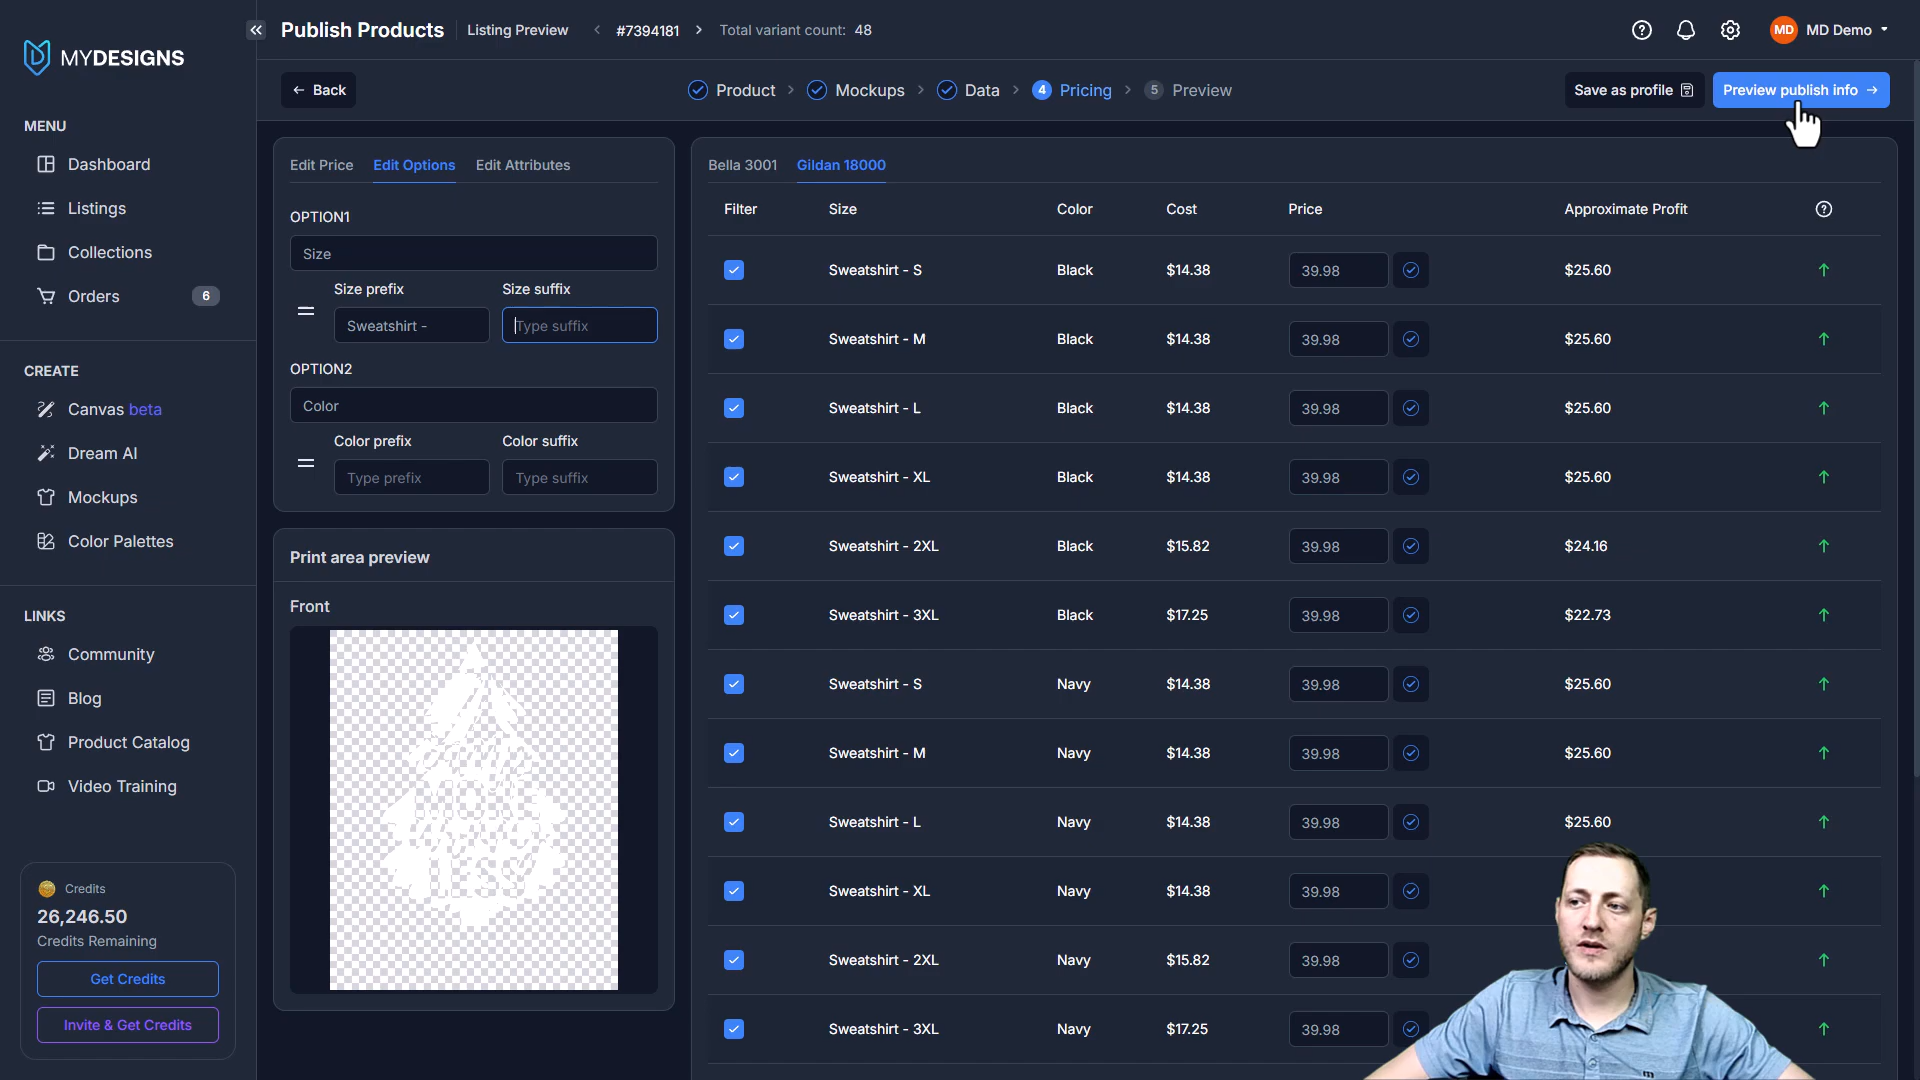 MYDESIGNS
Publish Products
Listing Preview
#7394181
Total variant count: 48
MD
MD Demo
Back
Product
Mockups
Data
4
Pricing
5
Preview
Save as profile
Preview publish info
MENU
Dashboard
Listings
Collections
Orders
6
CREATE
Canvas beta
Dream AI
Mockups
Color Palettes
LINKS
Community
Blog
Product Catalog
Video Training
Credits
26,246.50
Credits Remaining
Get Credits
Invite & Get Credits
Edit Price
Edit Options
Edit Attributes
OPTION1
Size
Size prefix
Size suffix
Sweatshirt -
Type suffix
OPTION2
Color
Color prefix
Color suffix
Type prefix
Type suffix
Print area preview
Front
Bella 3001
Gildan 18000
Filter Size Color Cost Price Approximate Profit
Sweatshirt - S Black $14.38 39.98 $25.60
Sweatshirt - M Black $14.38 39.98 $25.60
Sweatshirt - L Black $14.38 39.98 $25.60
Sweatshirt - XL Black $14.38 39.98 $25.60
Sweatshirt - 2XL Black $15.82 39.98 $24.16
Sweatshirt - 3XL Black $17.25 39.98 $22.73
Sweatshirt - S Navy $14.38 39.98 $25.60
Sweatshirt - M Navy $14.38 39.98 $25.60
Sweatshirt - L Navy $14.38 39.98 $25.60
Sweatshirt - XL Navy $14.38 39.98
Sweatshirt - 2XL Navy $15.82 39.98
Sweatshirt - 3XL Navy $17.25 39.98